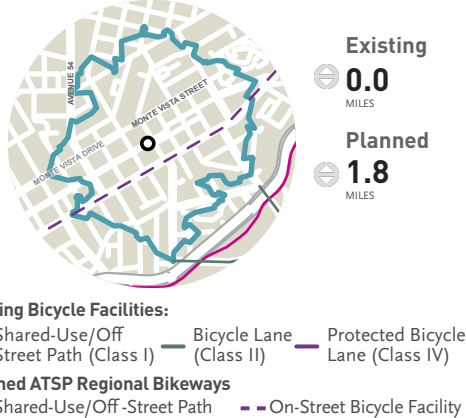 AVENUE 54
MONTE VISTA STREET
MONTE VISTA DRIVE
Existing
0.0
MILES
Planned
1.8
MILES
ing Bicycle Facilities:
Shared-Use/Off
Street Path (Class I)
Bicycle Lane
(Class II)
Protected Bicycle
Lane (Class IV)
ned ATSP Regional Bikeways
Shared-Use/Off-Street Path
On-Street Bicycle Facility